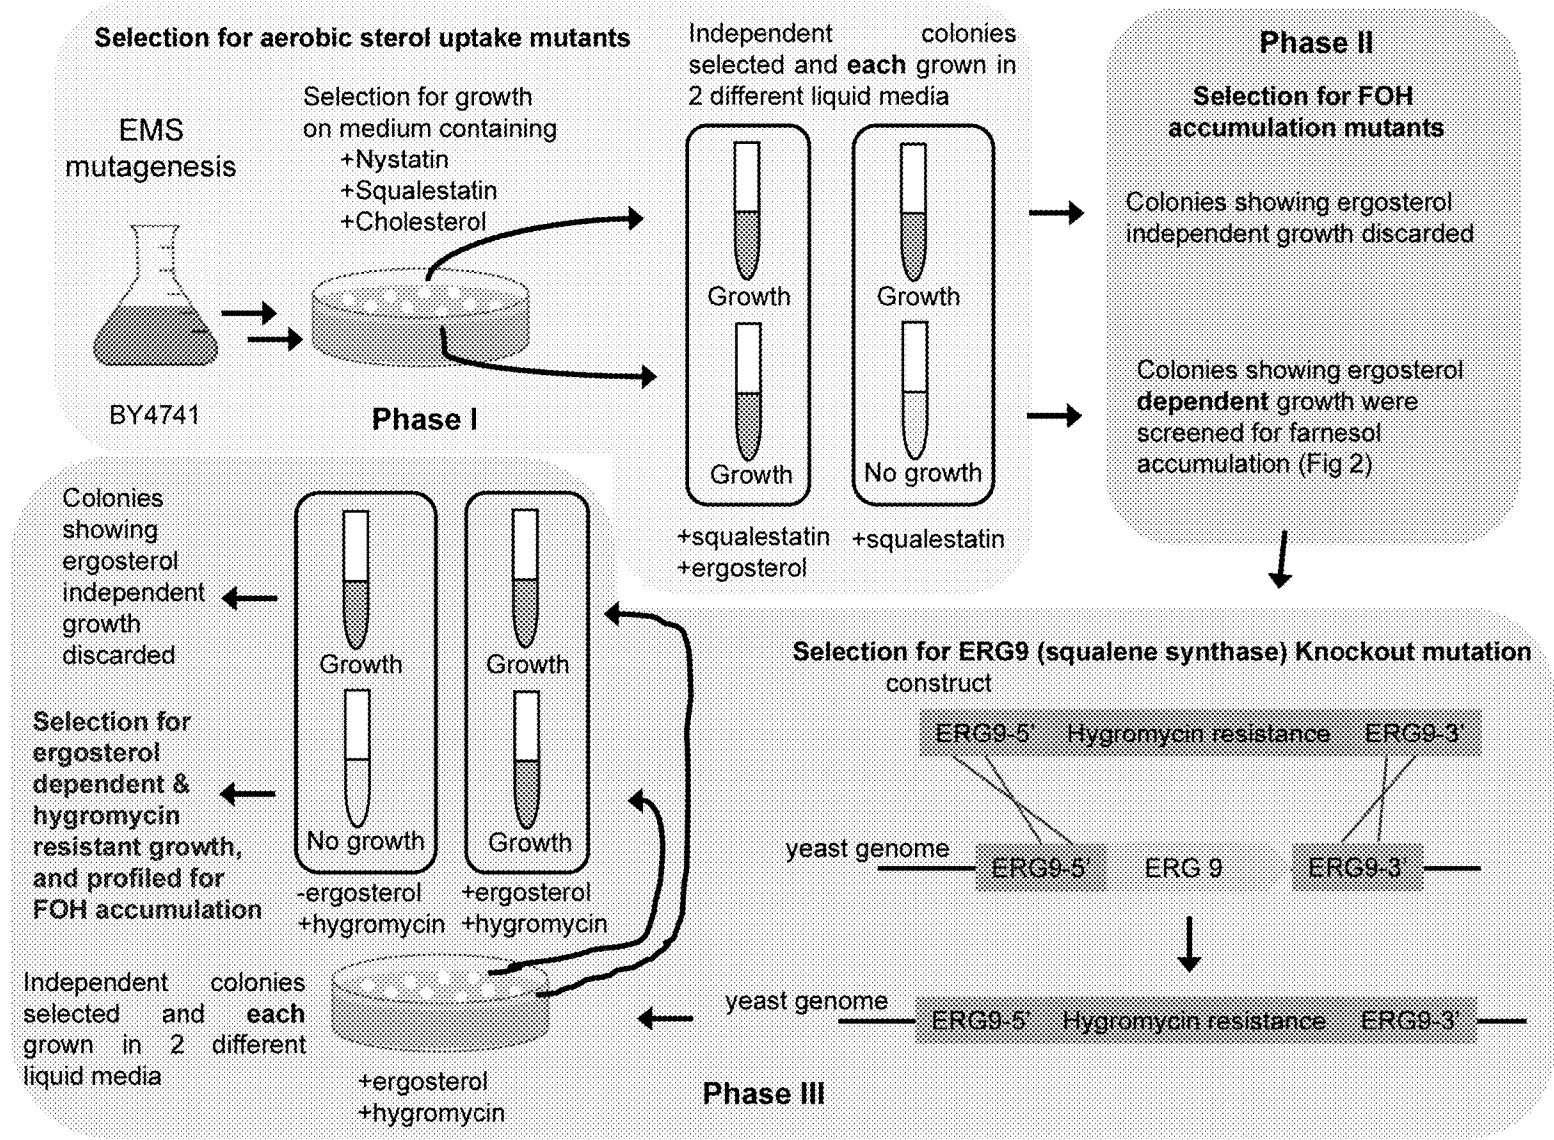 Selection for aerobic sterol uptake mutants
EMS
mutagenesis
BY4741
Selection for growth
on medium containing
+Nystatin
+Squalestatin
+Cholesterol
Phase I
Independent colonies
selected and each grown in
2 different liquid media
Growth
Growth
Growth
No growth
+squalestatin
+ergosterol
+squalestatin
Phase II
Selection for FOH
accumulation mutants
Colonies showing ergosterol
independent growth discarded
Colonies showing ergosterol
dependent growth were
screened for farnesol
accumulation (Fig 2)
Selection for ERG9 (squalene synthase) Knockout mutation
construct
ERG9-5' Hygromycin resistance ERG9-3'
yeast genome
ERG9-5' ERG 9 ERG9-3'
yeast genome
ERG9-5' Hygromycin resistance ERG9-3'
Phase III
+ergosterol
+hygromycin
Independent colonies
selected and each
grown in 2 different
liquid media
Growth
Growth
No growth
Growth
-ergosterol
+hygromycin
+ergosterol
+hygromycin
Colonies
showing
ergosterol
independent
growth
discarded
Selection for
ergosterol
dependent &
hygromycin
resistant growth,
and profiled for
FOH accumulation